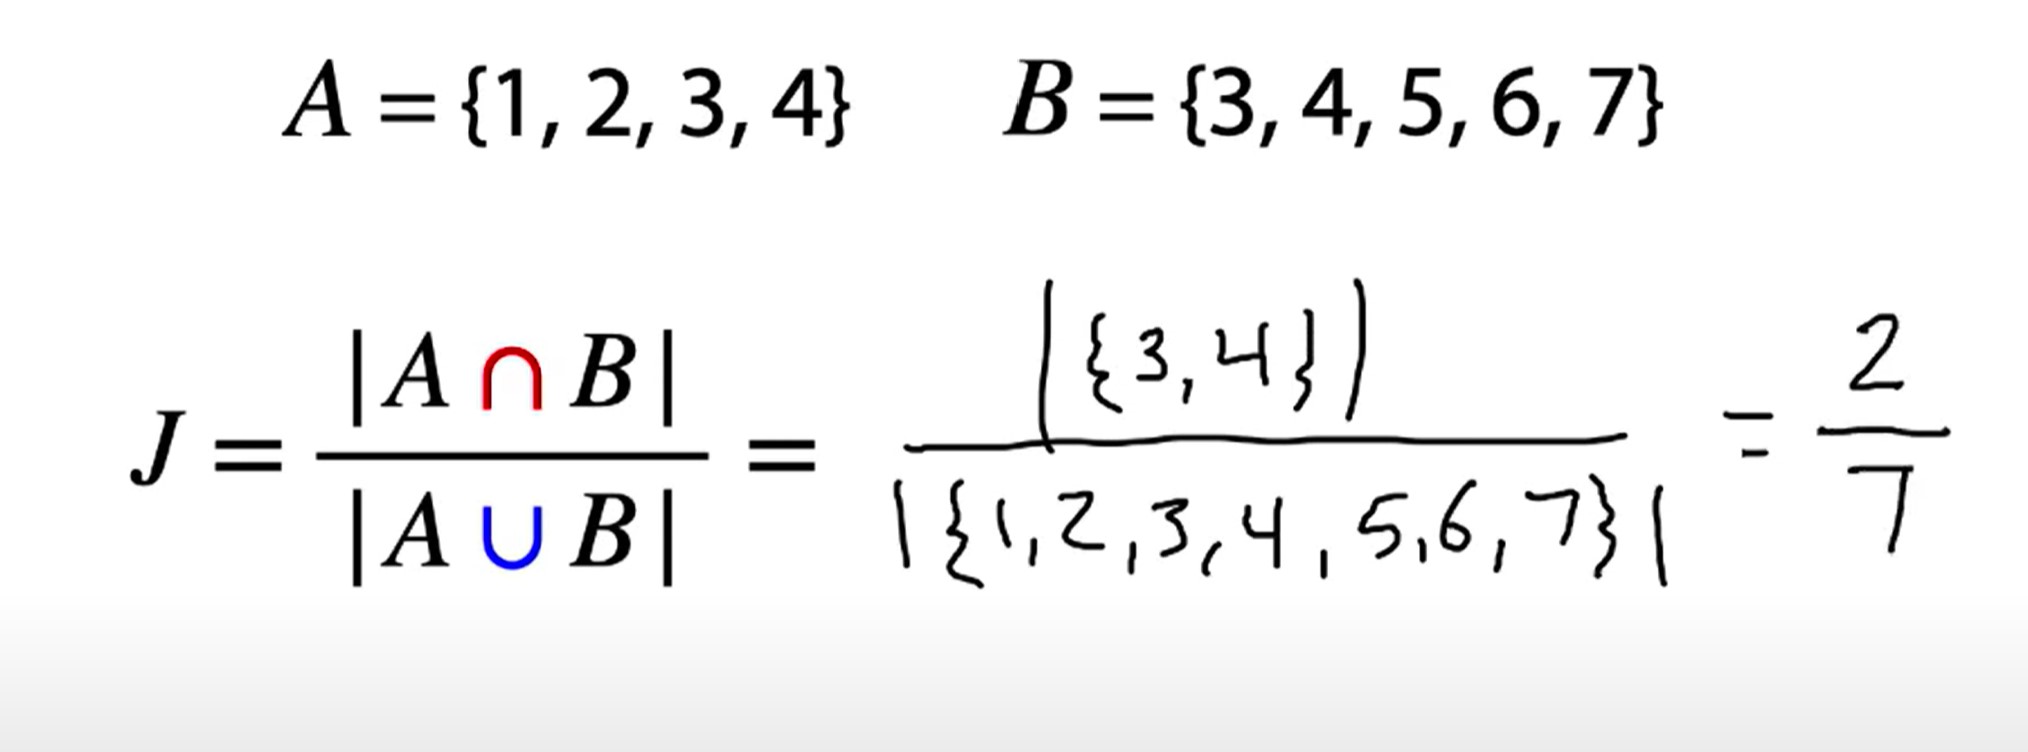 A = {1, 2, 3, 4} B = {3, 4, 5, 6, 7}
J = |A ∩ B| / |A ∪ B| = |{3,4}| / |{1,2,3,4,5,6,7}| = 2/7